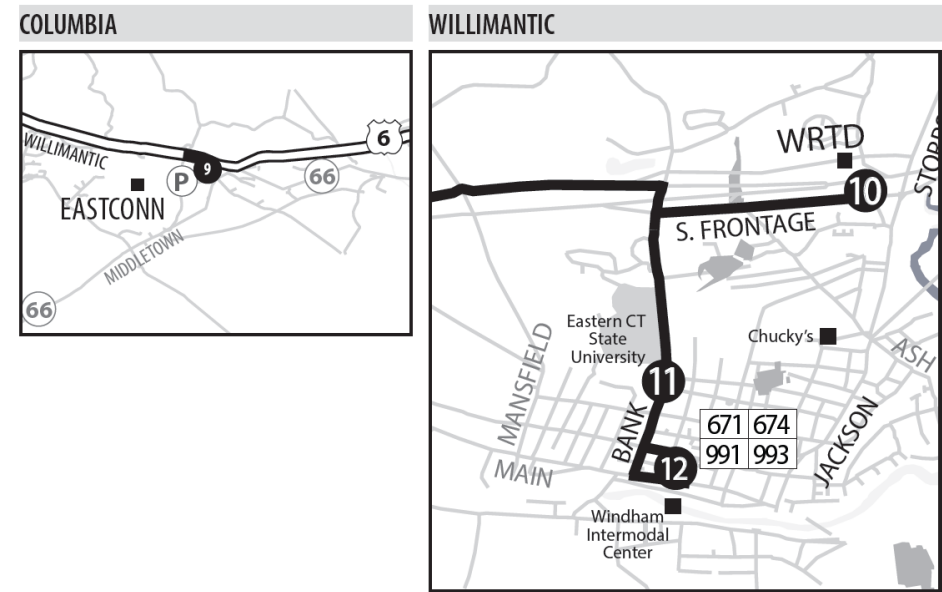 COLUMBIA
WILLIMANTIC
6
9
P
66
EASTCONN
MIDDLETOWN
66
WILLIMANTIC
WRTD
10
STORRS
S. FRONTAGE
Eastern CT
State
University
Chucky's
ASH
MANSFIELD
11
BANK
671 674
991 993
JACKSON
12
MAIN
Windham
Intermodal
Center